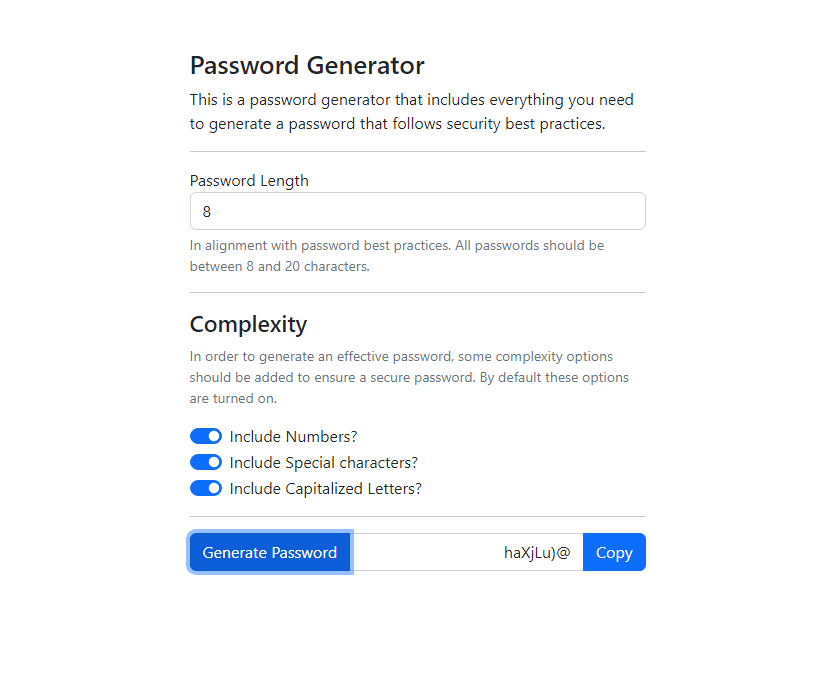 Password Generator
This is a password generator that includes everything you need
to generate a password that follows security best practices.
Password Length
8
In alignment with password best practices. All passwords should be
between 8 and 20 characters.
Complexity
In order to generate an effective password, some complexity options
should be added to ensure a secure password. By default these options
are turned on.
Include Numbers?
Include Special characters?
Include Capitalized Letters?
Generate Password haXjLu)@ Copy